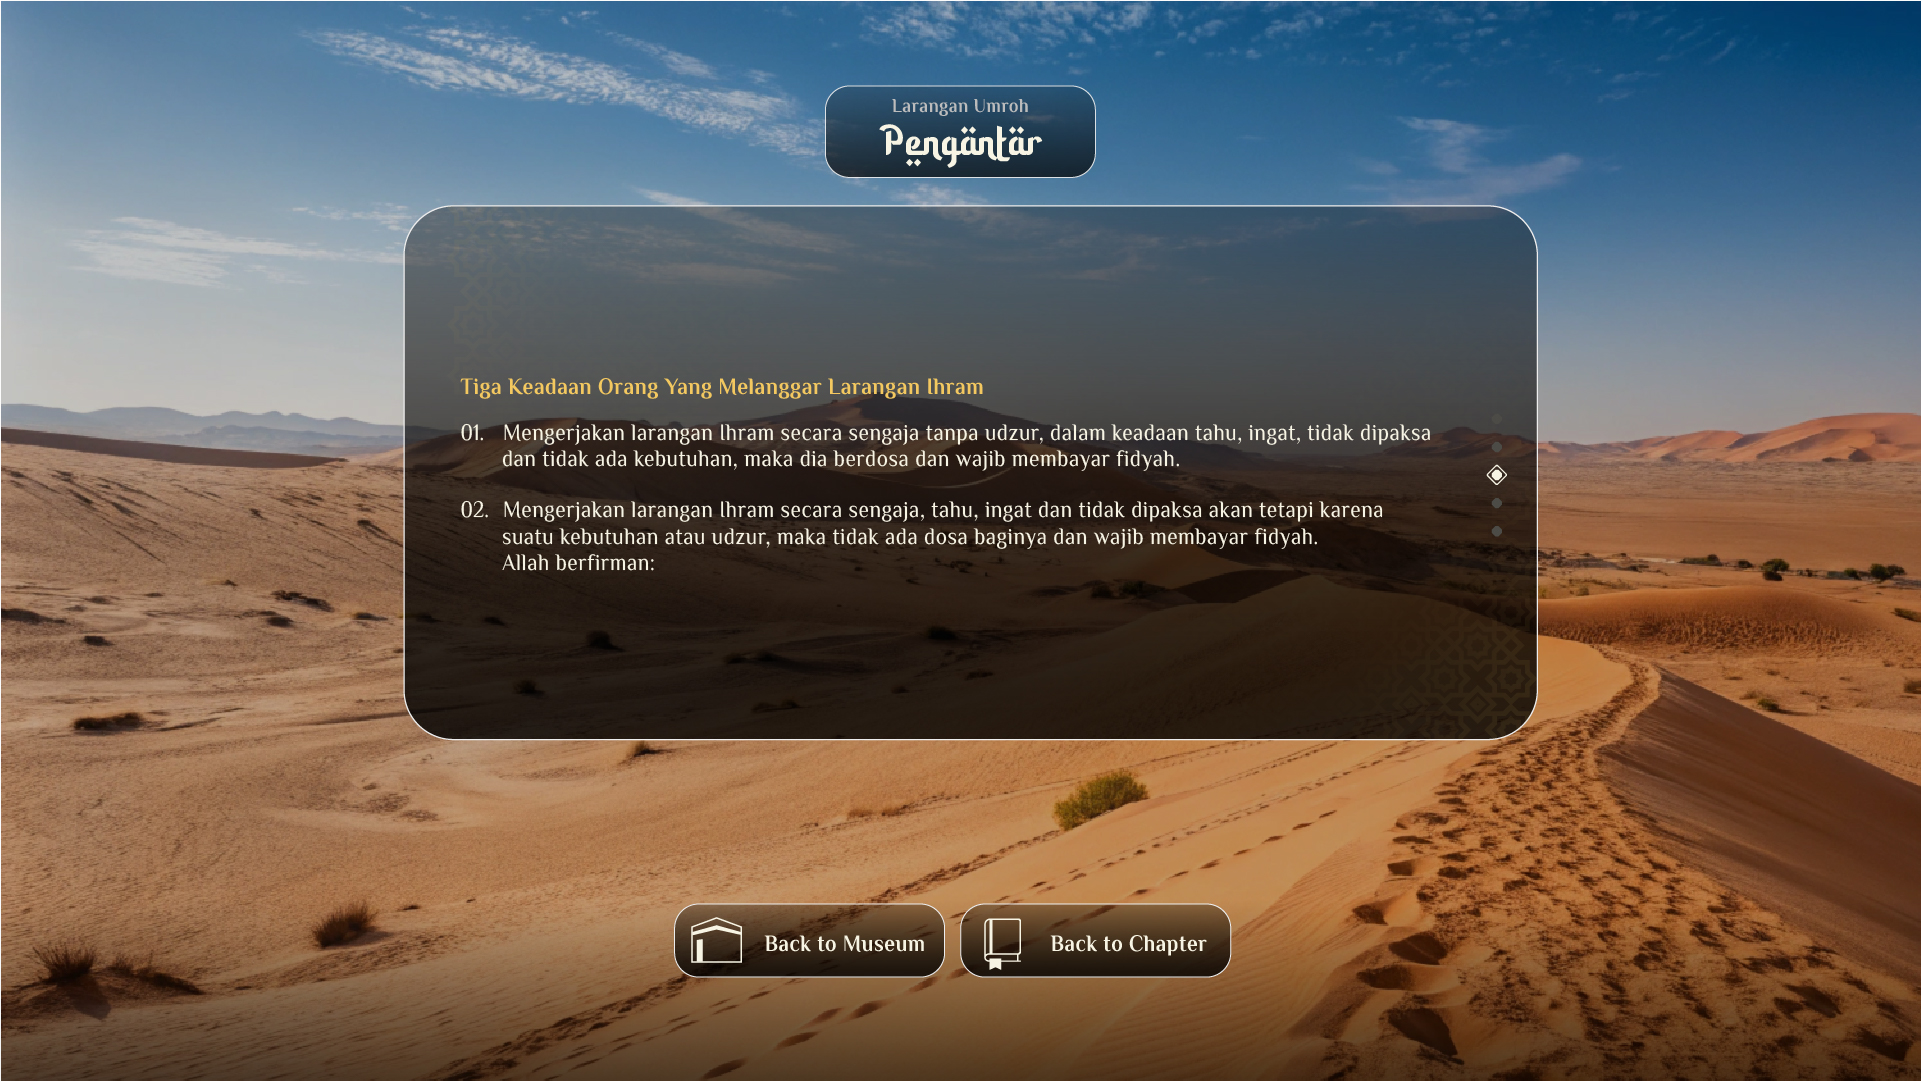 Larangan Umroh
Pengäntär
Tiga Keadaan Orang Yang Melanggar Larangan Ihram
01. Mengerjakan larangan Ihram secara sengaja tanpa udzur, dalam keadaan tahu, ingat, tidak dipaksa
dan tidak ada kebutuhan, maka dia berdosa dan wajib membayar fidyah.
02. Mengerjakan larangan Ihram secara sengaja, tahu, ingat dan tidak dipaksa akan tetapi karena
suatu kebutuhan atau udzur, maka tidak ada dosa baginya dan wajib membayar fidyah.
Allah berfirman:
Back to Museum
Back to Chapter